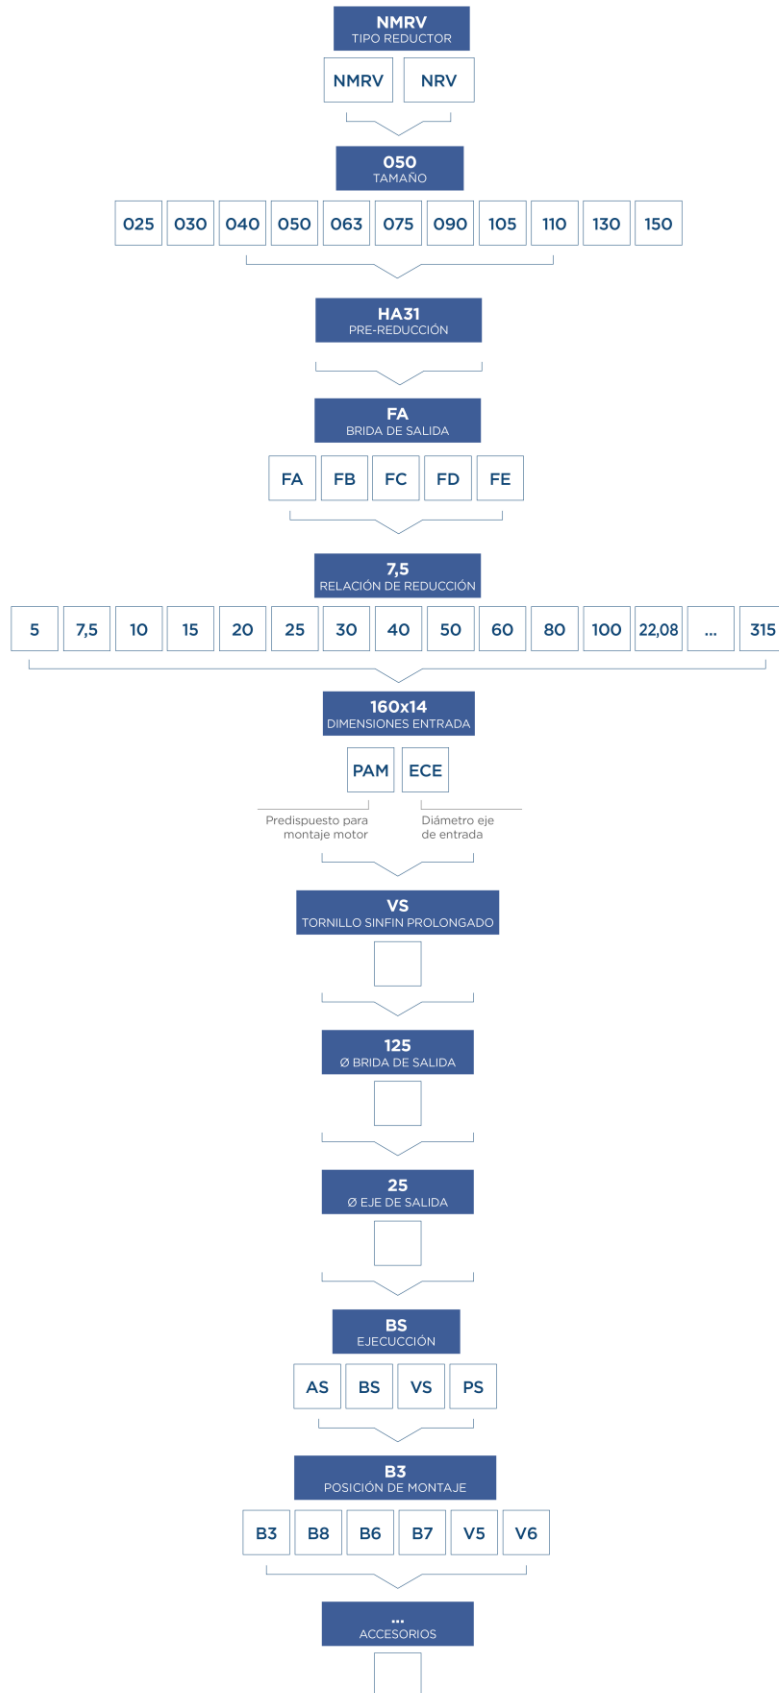 NMRV
TIPO REDUCTOR
NMRV NRV
050
TAMAÑO
025 030 040 050 063 075 090 105 110 130 150
HA31
PRE-REDUCCIÓN
FA
BRIDA DE SALIDA
FA FB FC FD FE
7,5
RELACIÓN DE REDUCCIÓN
5 7,5 10 15 20 25 30 40 50 60 80 100 22,08 ... 315
160x14
DIMENSIONES ENTRADA
PAM ECE
Predispuesto para Diámetro eje
montaje motor de entrada
VS
TORNILLO SINFIN PROLONGADO
125
Ø BRIDA DE SALIDA
25
Ø EJE DE SALIDA
BS
EJECUCCIÓN
AS BS VS PS
B3
POSICIÓN DE MONTAJE
B3 B8 B6 B7 V5 V6
...
ACCESORIOS